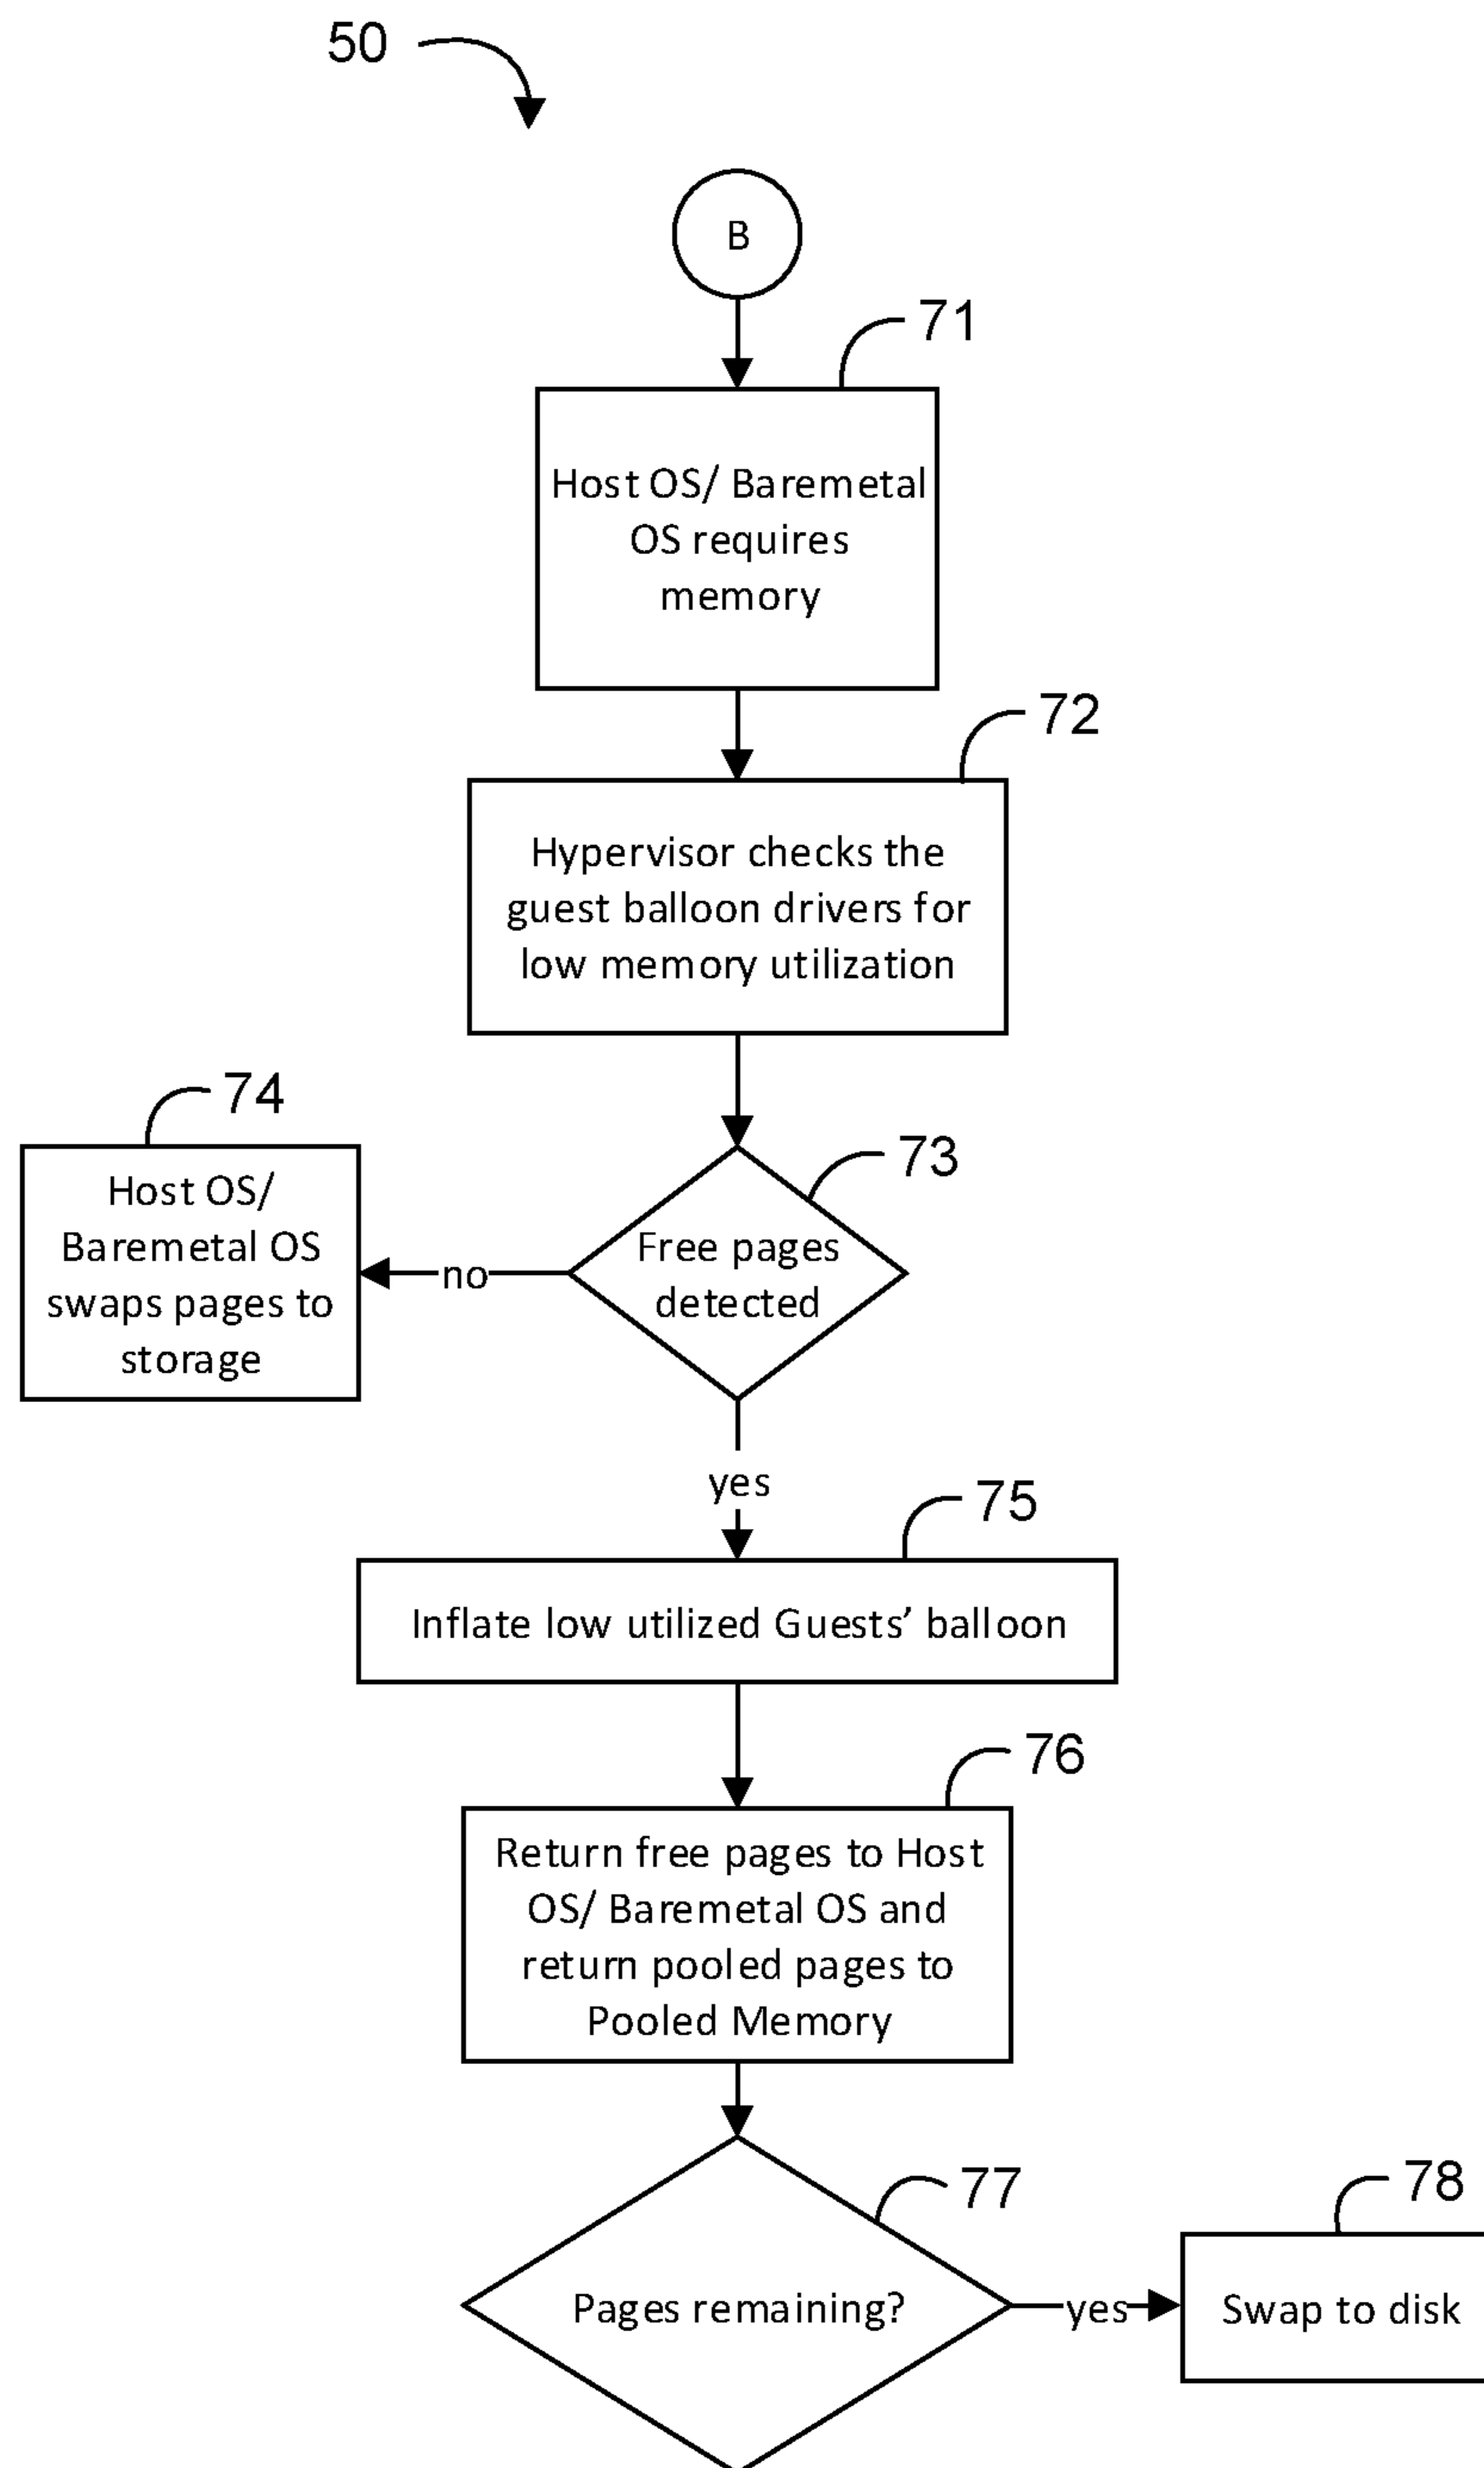 50
B
71
Host OS/ Baremetal
OS requires
memory
72
Hypervisor checks the
guest balloon drivers for
low memory utilization
74
Host OS/
Baremetal OS
swaps pages to
storage
no
73
Free pages
detected
yes
75
Inflate low utilized Guests’ balloon
76
Return free pages to Host
OS/ Baremetal OS and
return pooled pages to
Pooled Memory
77
Pages remaining?
yes
78
Swap to disk